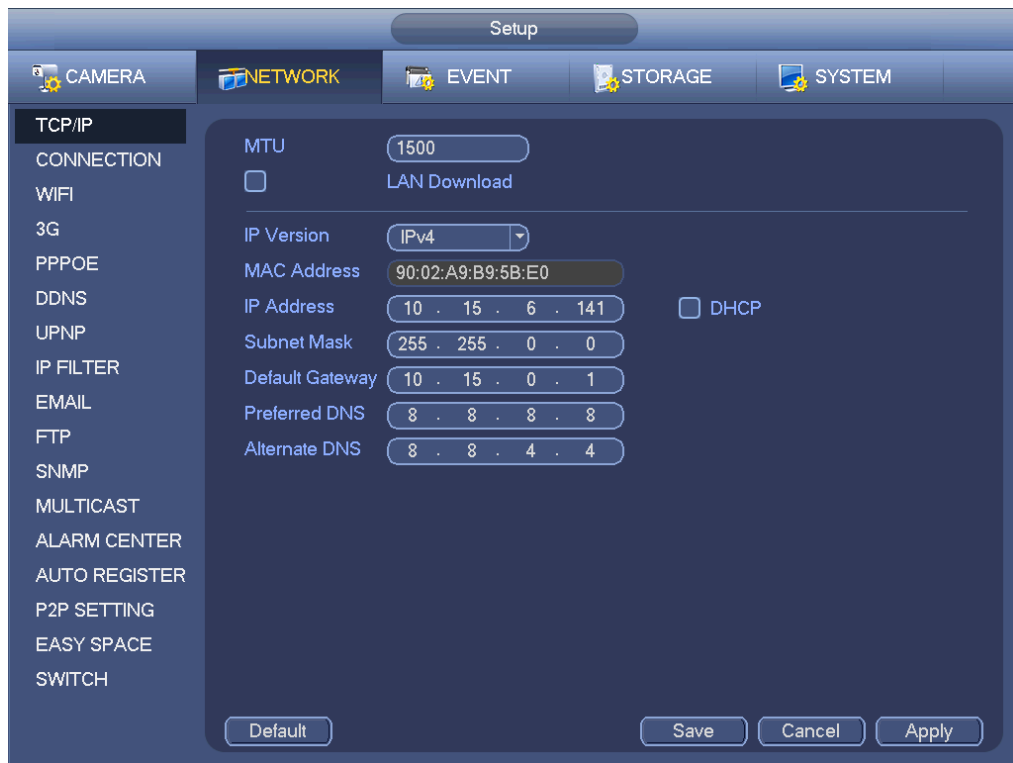 Setup
CAMERA NETWORK EVENT STORAGE SYSTEM
TCP/IP
CONNECTION
WIFI
3G
PPPOE
DDNS
UPNP
IP FILTER
EMAIL
FTP
SNMP
MULTICAST
ALARM CENTER
AUTO REGISTER
P2P SETTING
EASY SPACE
SWITCH
MTU 1500
LAN Download
IP Version IPv4
MAC Address 90:02:A9:B9:5B:E0
IP Address 10 . 15 . 6 . 141 DHCP
Subnet Mask 255 . 255 . 0 . 0
Default Gateway 10 . 15 . 0 . 1
Preferred DNS 8 . 8 . 8 . 8
Alternate DNS 8 . 8 . 4 . 4
Default Save Cancel Apply